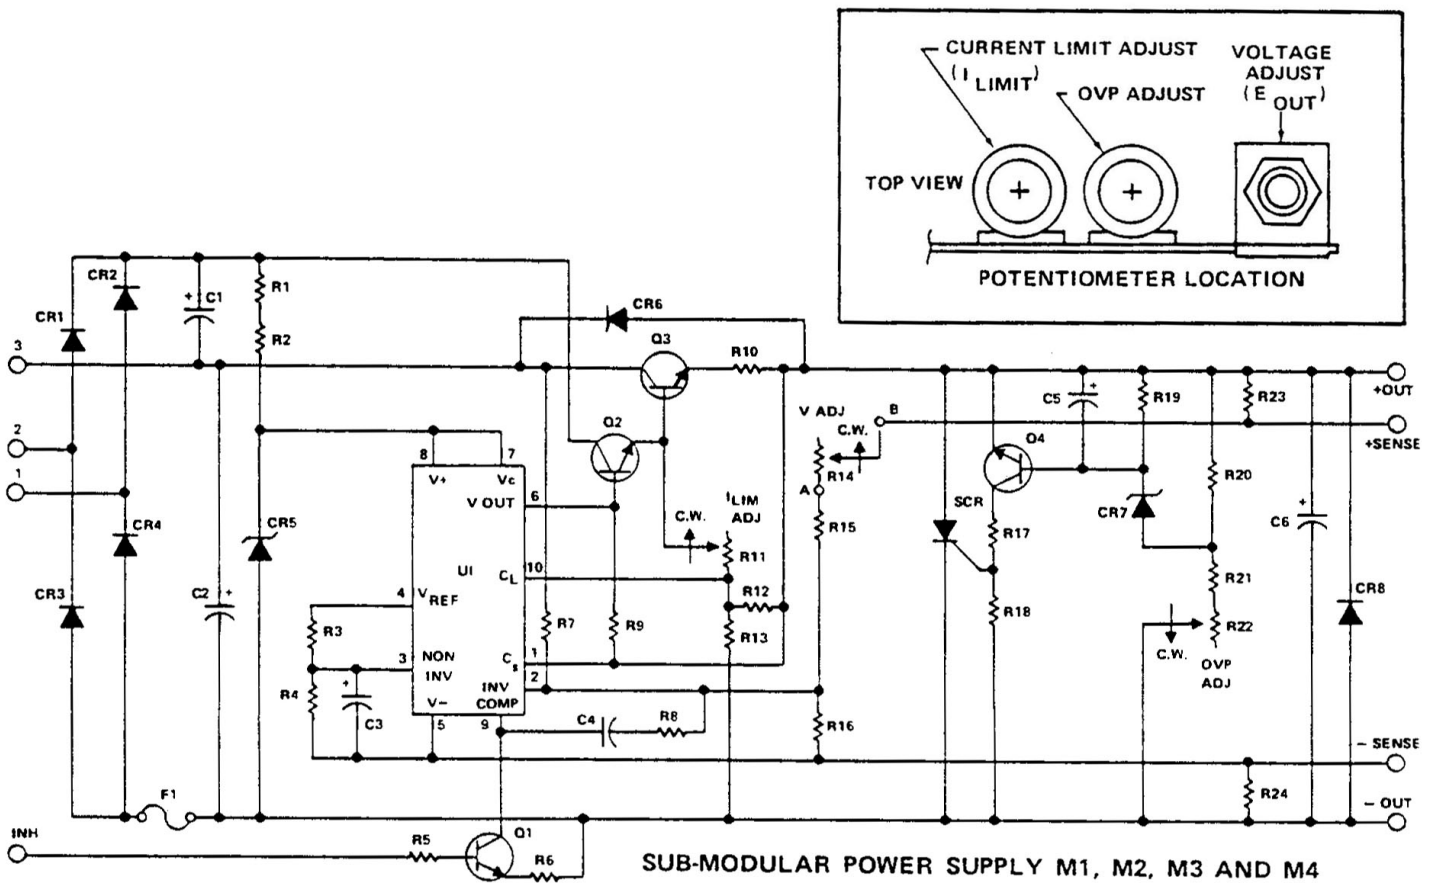 CURRENT LIMIT ADJUST
(I LIMIT)
OVP ADJUST
VOLTAGE
ADJUST
(E OUT)
TOP VIEW
POTENTIOMETER LOCATION
CR1
CR2
C1
R1
R2
CR6
Q3
R10
3
2
1
+OUT
+SENSE
C5
R19
R23
V ADJ
C.W.
B
Q2
Q4
R14
A
R20
8
7
V+
Vc
V OUT
6
I LIM
ADJ
C.W.
R15
SCR
CR7
C6
CR4
CR5
R11
R17
UI
CL
10
R12
R21
CR3
C2
4
VREF
R3
R7
R9
R13
R18
R22
CR8
C.W.
OVP
ADJ
3
NON
INV
Cs
1
INV
2
R4
C3
V–
COMP
5
9
C4
R8
R16
– SENSE
R24
– OUT
F1
INH
R5
Q1
R6
SUB-MODULAR POWER SUPPLY M1, M2, M3 AND M4